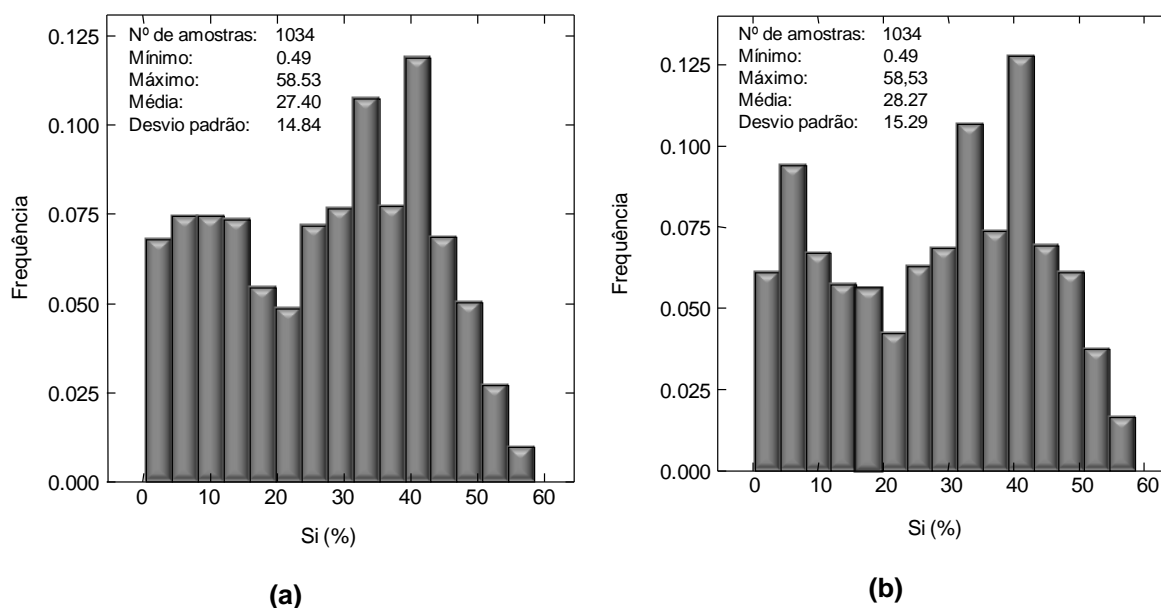 Nº de amostras: 1034
Mínimo: 0.49
Máximo: 58.53
Média: 27.40
Desvio padrão: 14.84
0.125
0.100
0.075
0.050
0.025
0.000
Frequência
0 10 20 30 40 50 60
Si (%)
(a)
Nº de amostras: 1034
Mínimo: 0.49
Máximo: 58,53
Média: 28.27
Desvio padrão: 15.29
0.125
0.100
0.075
0.050
0.025
0.000
Frequência
0 10 20 30 40 50 60
Si (%)
(b)